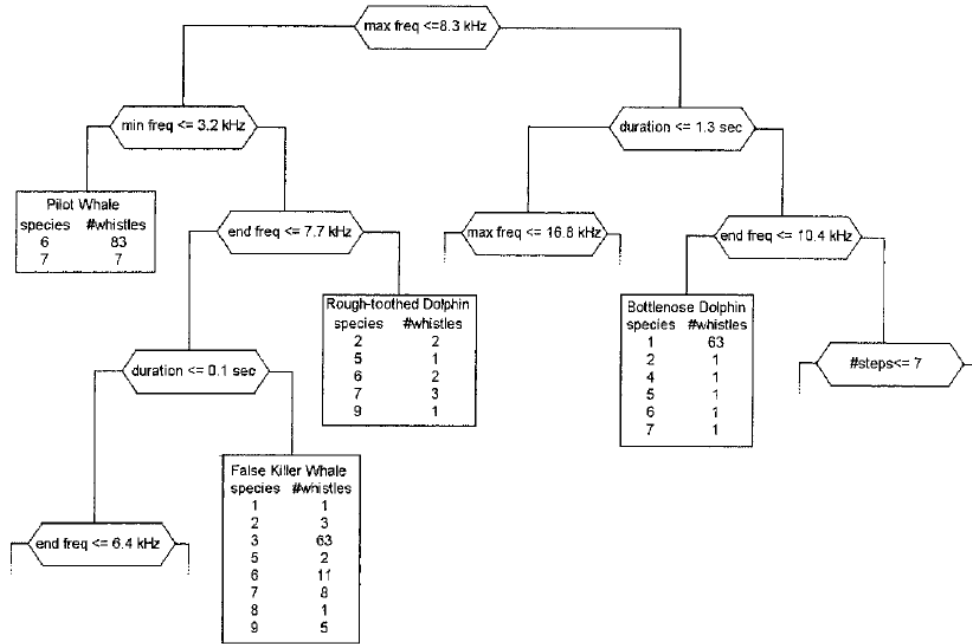 max freq <=8.3 kHz
min freq <= 3.2 kHz
duration <= 1.3 sec
Pilot Whale
species #whistles
6 83
7 7
end freq <= 7.7 kHz
max freq <= 16.8 kHz
end freq <= 10.4 kHz
Rough-toothed Dolphin
species #whistles
2 2
5 1
6 2
7 3
9 1
Bottlenose Dolphin
species #whistles
1 63
2 1
4 1
5 1
6 1
7 1
duration <= 0.1 sec
#steps<= 7
False Killer Whale
species #whistles
1 1
2 3
3 63
5 2
6 11
7 8
8 1
9 5
end freq <= 6.4 kHz